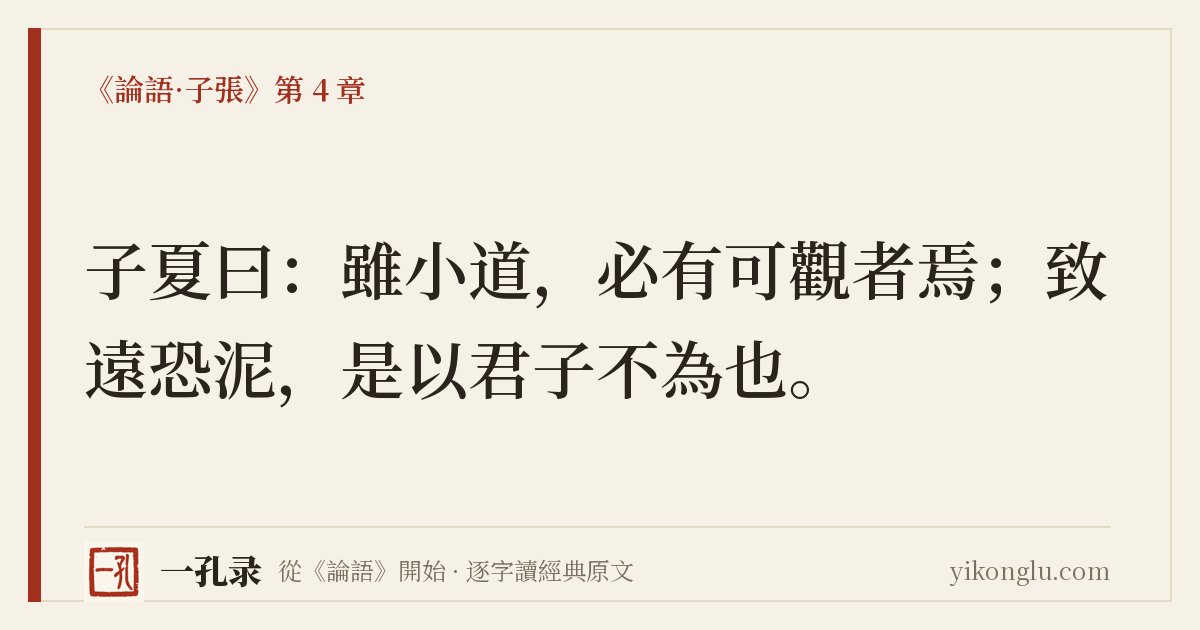 《論語·子張》第 4 章
子夏曰：雖小道，必有可觀者焉；致
遠恐泥，是以君子不為也。
一孔
一孔录 從《論語》開始 · 逐字讀經典原文 yikonglu.com